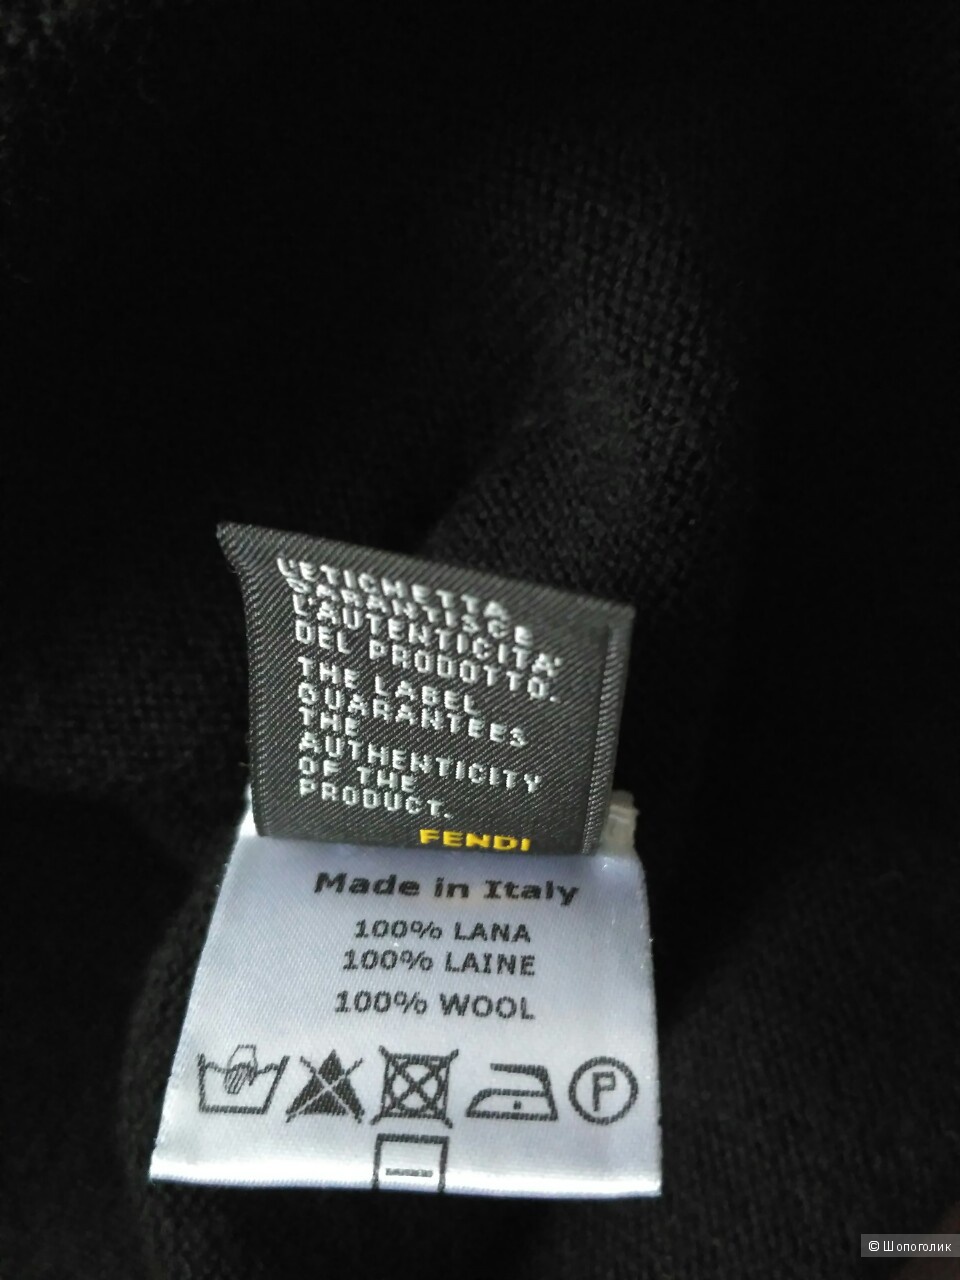 L'ETICHETTA
GARANTISCE
L'AUTENTICITA'
DEL PRODOTTO.
THE LABEL
GUARANTEES
THE
AUTHENTICITY
OF THE
PRODUCT.
FENDI
Made in Italy
100% LANA
100% LAINE
100% WOOL
P
© Шопоголик